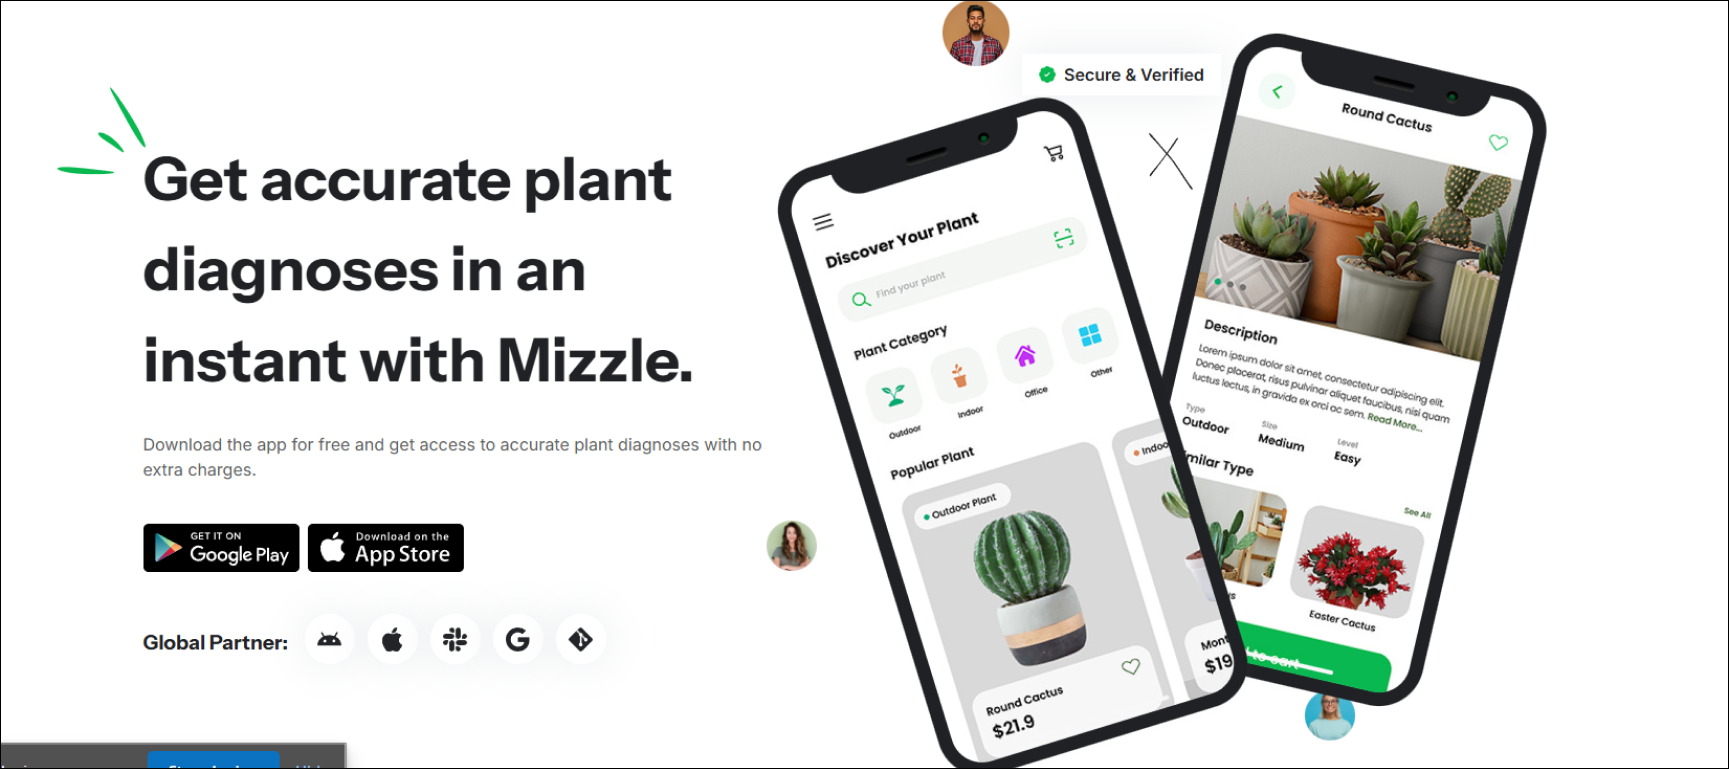 Get accurate plant
diagnoses in an
instant with Mizzle.
Download the app for free and get access to accurate plant diagnoses with no
extra charges.
GET IT ON
Google Play
Download on the
App Store
Global Partner:
Secure & Verified
Discover Your Plant
Find your plant
Plant Category
Outdoor
Indoor
Office
Other
Popular Plant
Outdoor Plant
Indoo
Round Cactus
$21.9
Mont
$19
Round Cactus
Description
Lorem ipsum dolor sit amet, consectetur adipiscing elit.
Donec placerat, risus pulvinar aliquet faucibus, nisi quam
luctus lectus, in gravida ex orci ac sem. Read More...
Type
Size
Level
Outdoor
Medium
Easy
milar Type
See All
us
Easter Cactus
to cart